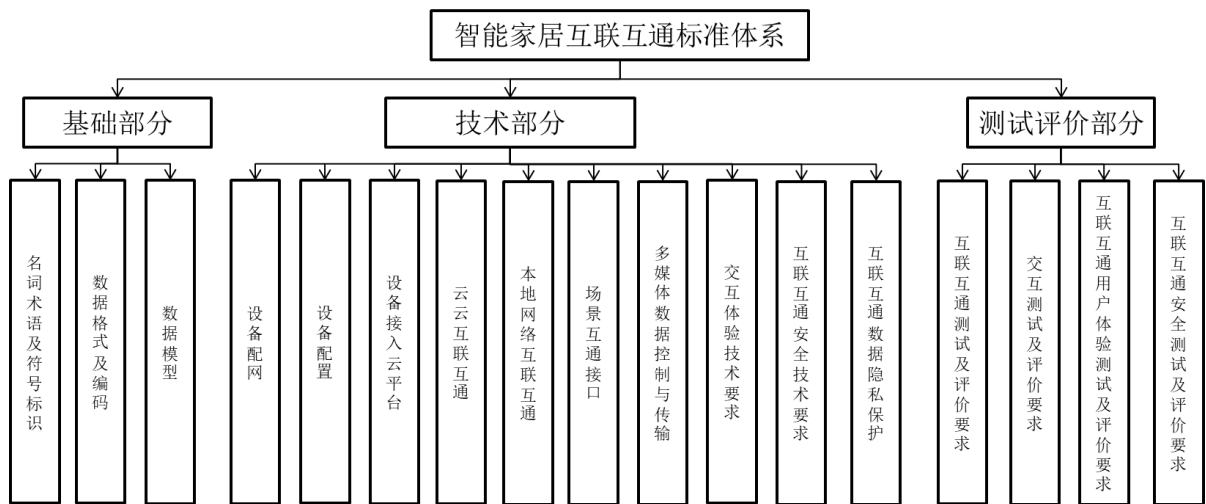 智能家居互联互通标准体系
基础部分
技术部分
测试评价部分
名词术语及符号标识
数据格式及编码
数据模型
设备配网
设备配置
设备接入云平台
云云互联互通
本地网络互联互通
场景互通接口
多媒体数据控制与传输
交互体验技术要求
互联互通安全技术要求
互联互通数据隐私保护
互联互通测试及评价要求
交互测试及评价要求
互联互通用户体验测试及评价要求
互联互通安全测试及评价要求